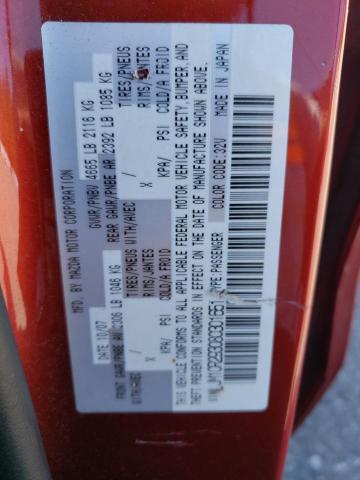 MFD. BY MAZDA MOTOR CORPORATION
DATE 10/07 GVWR/PNBV 4665 LB 2116 KG
FRONT GAWR/PNBE AV 2306 LB 1046 KG REAR GAWR/PNBE AR 2392 LB 1085 KG
WITH/AVEC TIRES/PNEUS WITH/AVEC TIRES/PNEUS
X RIMS/JANTES X RIMS/JANTES
KPA/ PSI COLD/A FROID KPA/ PSI COLD/A FROID
THIS VEHICLE CONFORMS TO ALL APPLICABLE FEDERAL MOTOR VEHICLE SAFETY, BUMPER, AND
THEFT PREVENTION STANDARDS IN EFFECT ON THE DATE OF MANUFACTURE SHOWN ABOVE.
TYPE:PASSENGER COLOR CODE:32V MADE IN JAPAN